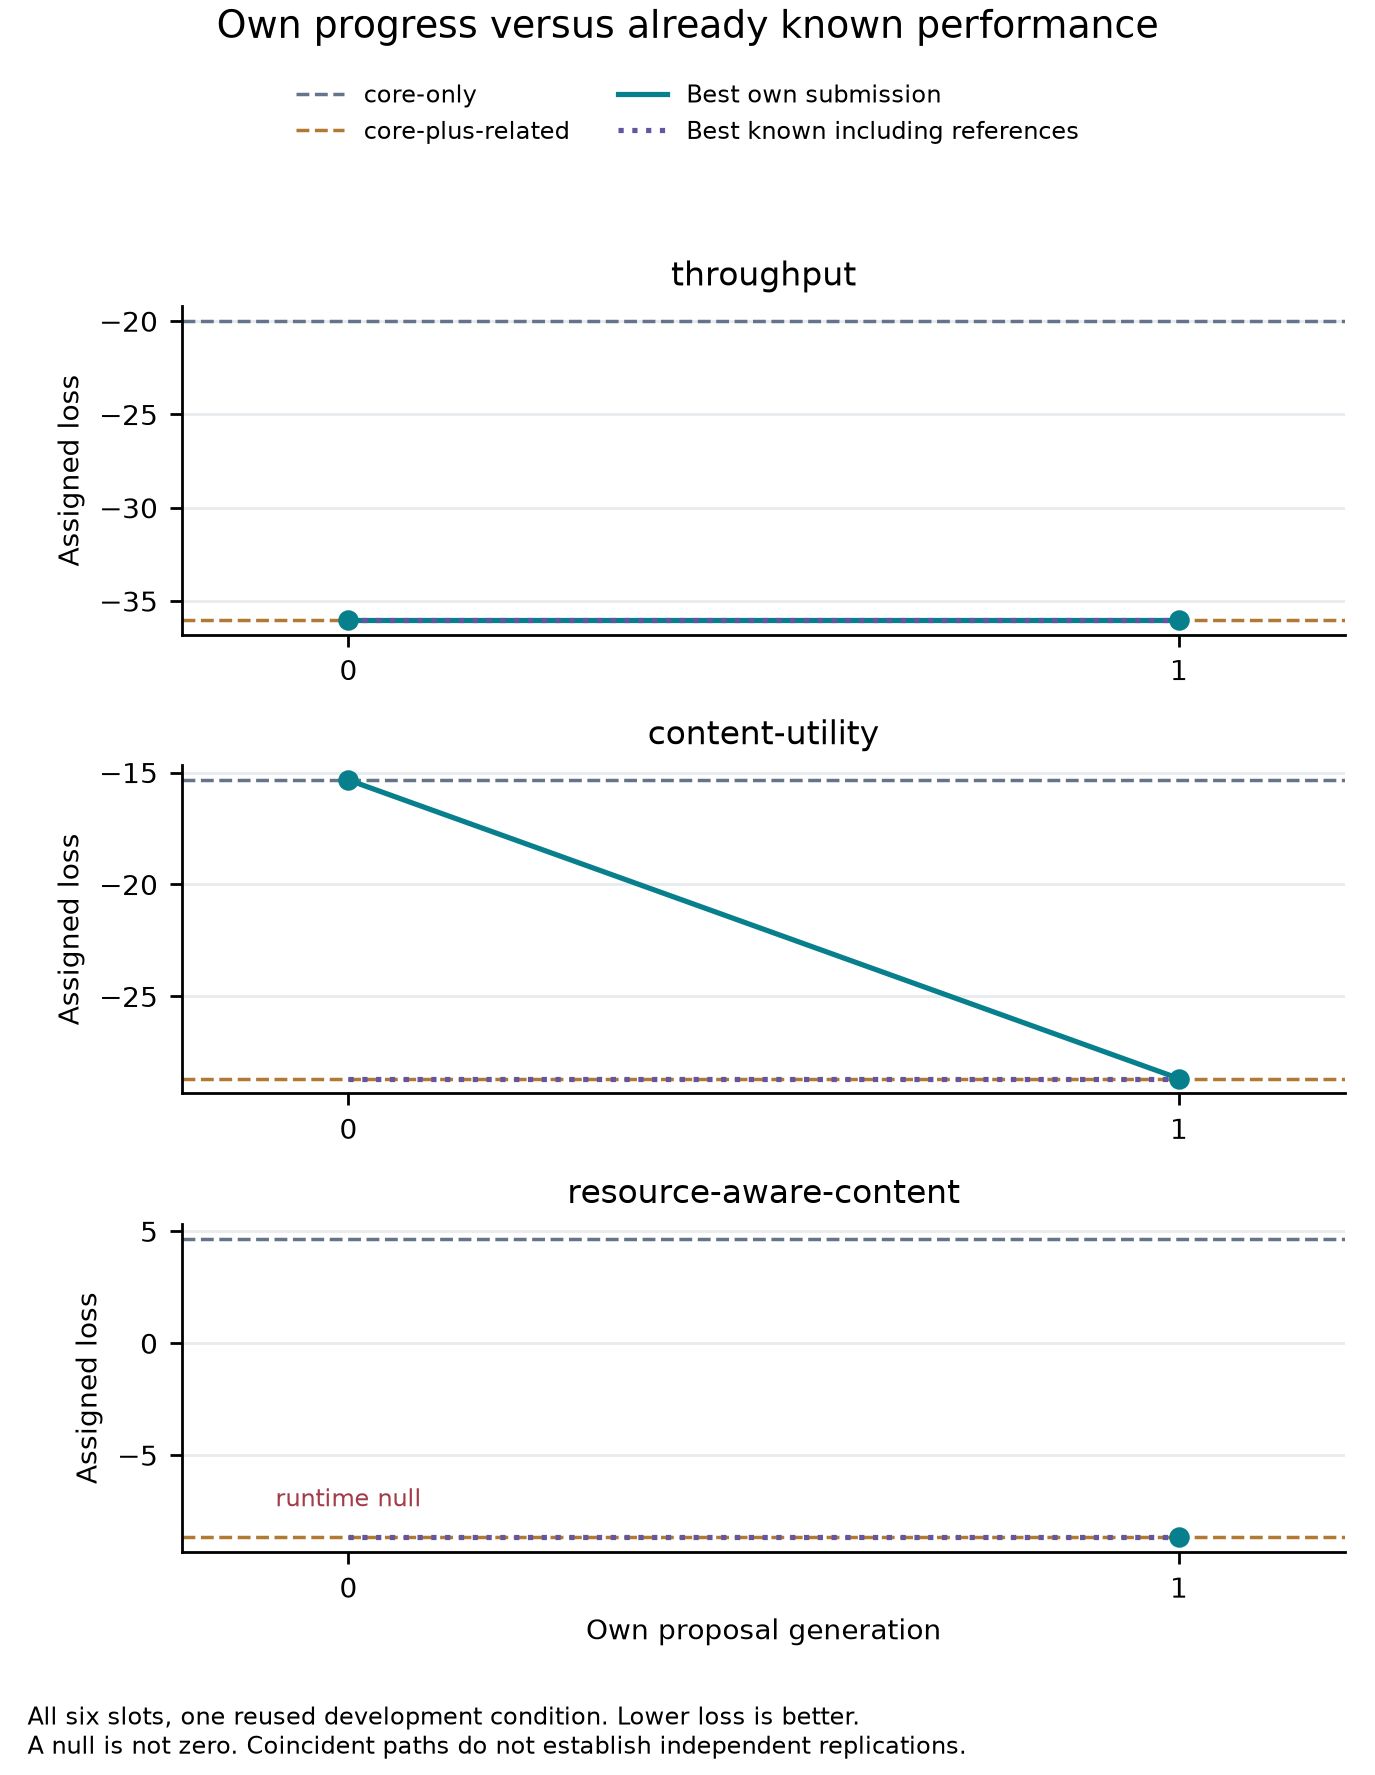 Own progress versus already known performance
core-only
core-plus-related
Best own submission
Best known including references
throughput
Assigned loss
−20
−25
−30
−35
0
1
content-utility
Assigned loss
−15
−20
−25
0
1
resource-aware-content
Assigned loss
5
0
−5
runtime null
0
1
Own proposal generation
All six slots, one reused development condition. Lower loss is better.
A null is not zero. Coincident paths do not establish independent replications.